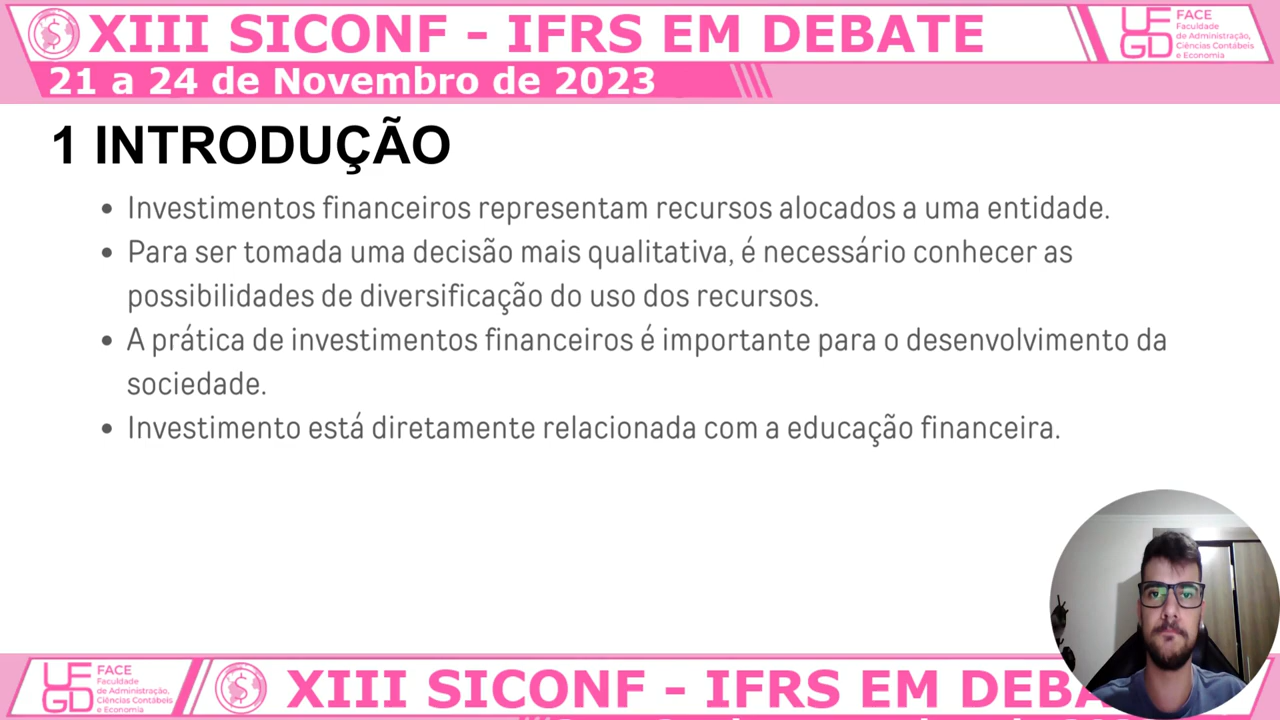 XIII SICONF - IFRS EM DEBATE
21 a 24 de Novembro de 2023
UFGD
FACE
Faculdade
de Administração,
Ciências Contábeis
e Economia
1 INTRODUÇÃO
• Investimentos financeiros representam recursos alocados a uma entidade.
• Para ser tomada uma decisão mais qualitativa, é necessário conhecer as
possibilidades de diversificação do uso dos recursos.
• A prática de investimentos financeiros é importante para o desenvolvimento da
sociedade.
• Investimento está diretamente relacionada com a educação financeira.
UFGD
FACE
Faculdade
de Administração,
Ciências Contábeis
e Economia
XIII SICONF - IFRS EM DEBA